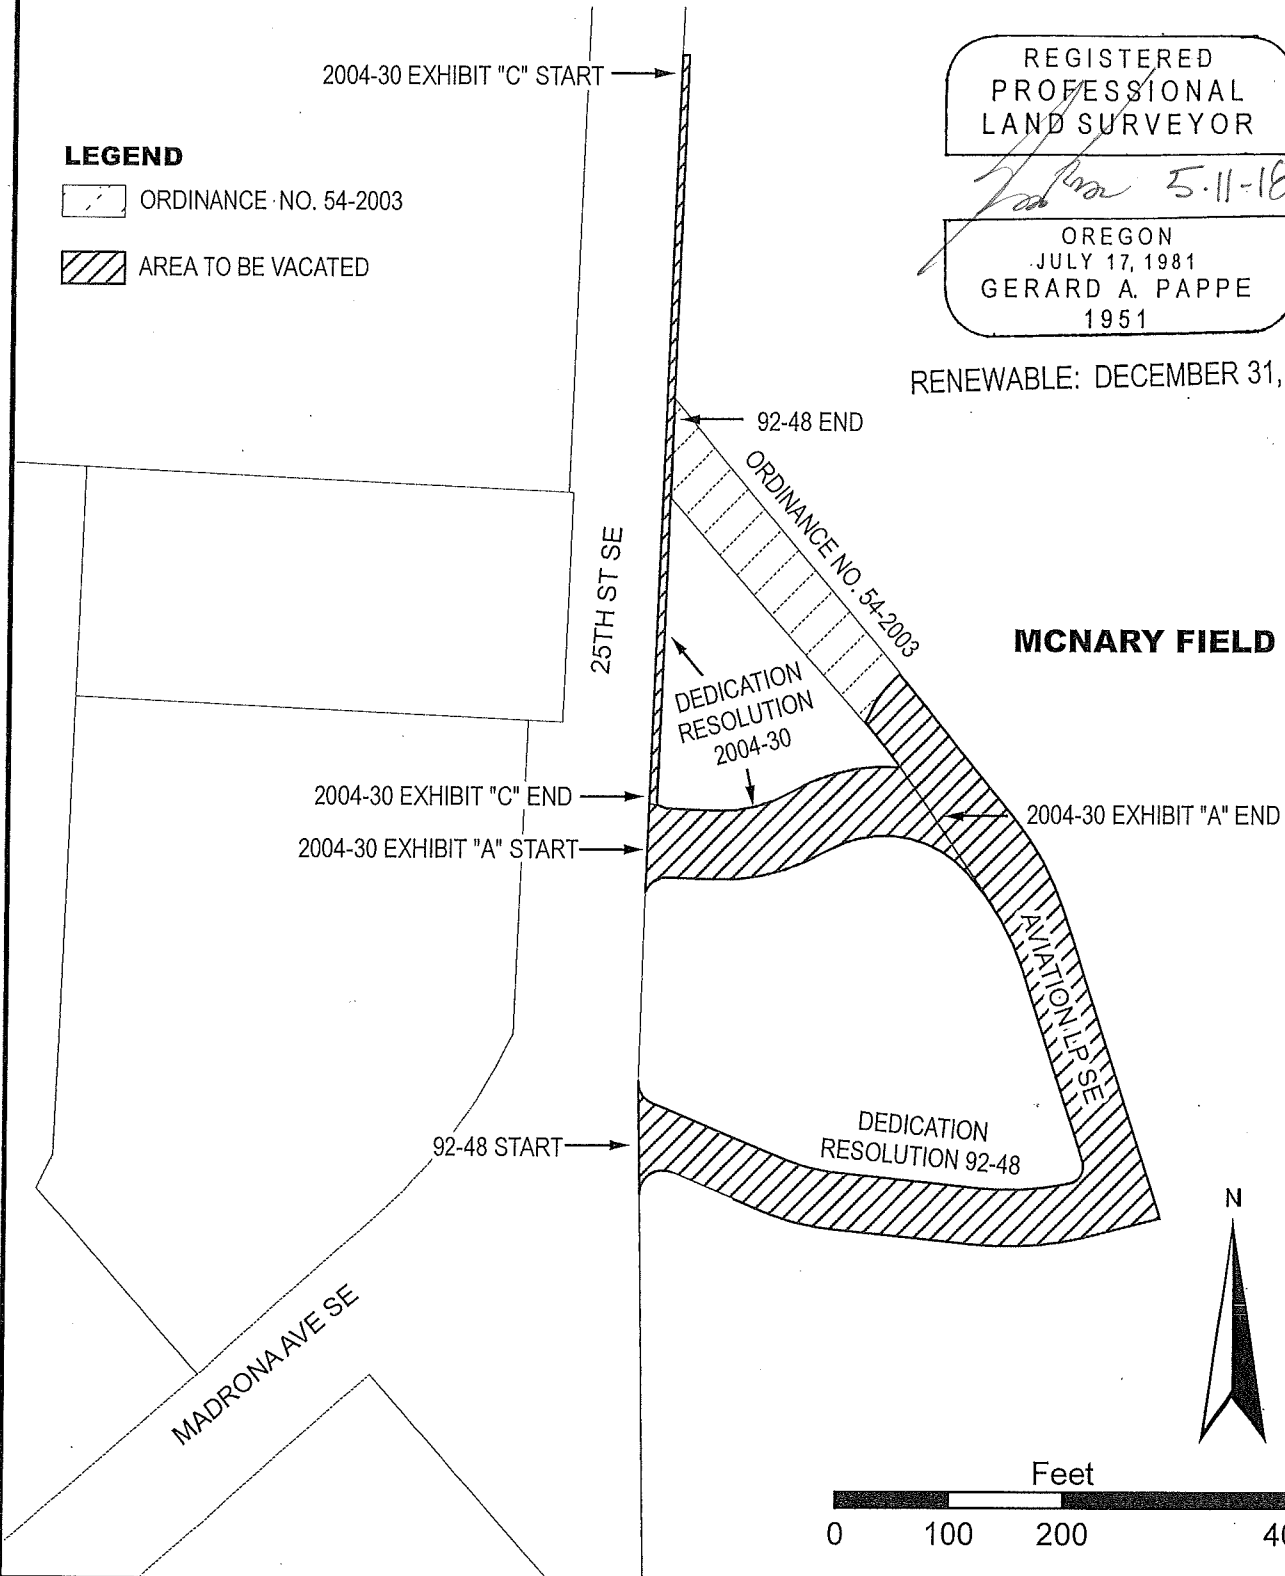 2004-30 EXHIBIT "C" START
REGISTERED
PROFESSIONAL
LAND SURVEYOR
5-11-18
OREGON
JULY 17, 1981
GERARD A. PAPPE
1951
RENEWABLE: DECEMBER 31,
LEGEND
ORDINANCE NO. 54-2003
AREA TO BE VACATED
92-48 END
ORDINANCE NO. 54-2003
25TH ST SE
MCNARY FIELD
DEDICATION
RESOLUTION
2004-30
2004-30 EXHIBIT "C" END
2004-30 EXHIBIT "A" START
2004-30 EXHIBIT "A" END
AVIATION LP SE
92-48 START
DEDICATION
RESOLUTION 92-48
MADRONA AVE SE
N
Feet
0 100 200 40